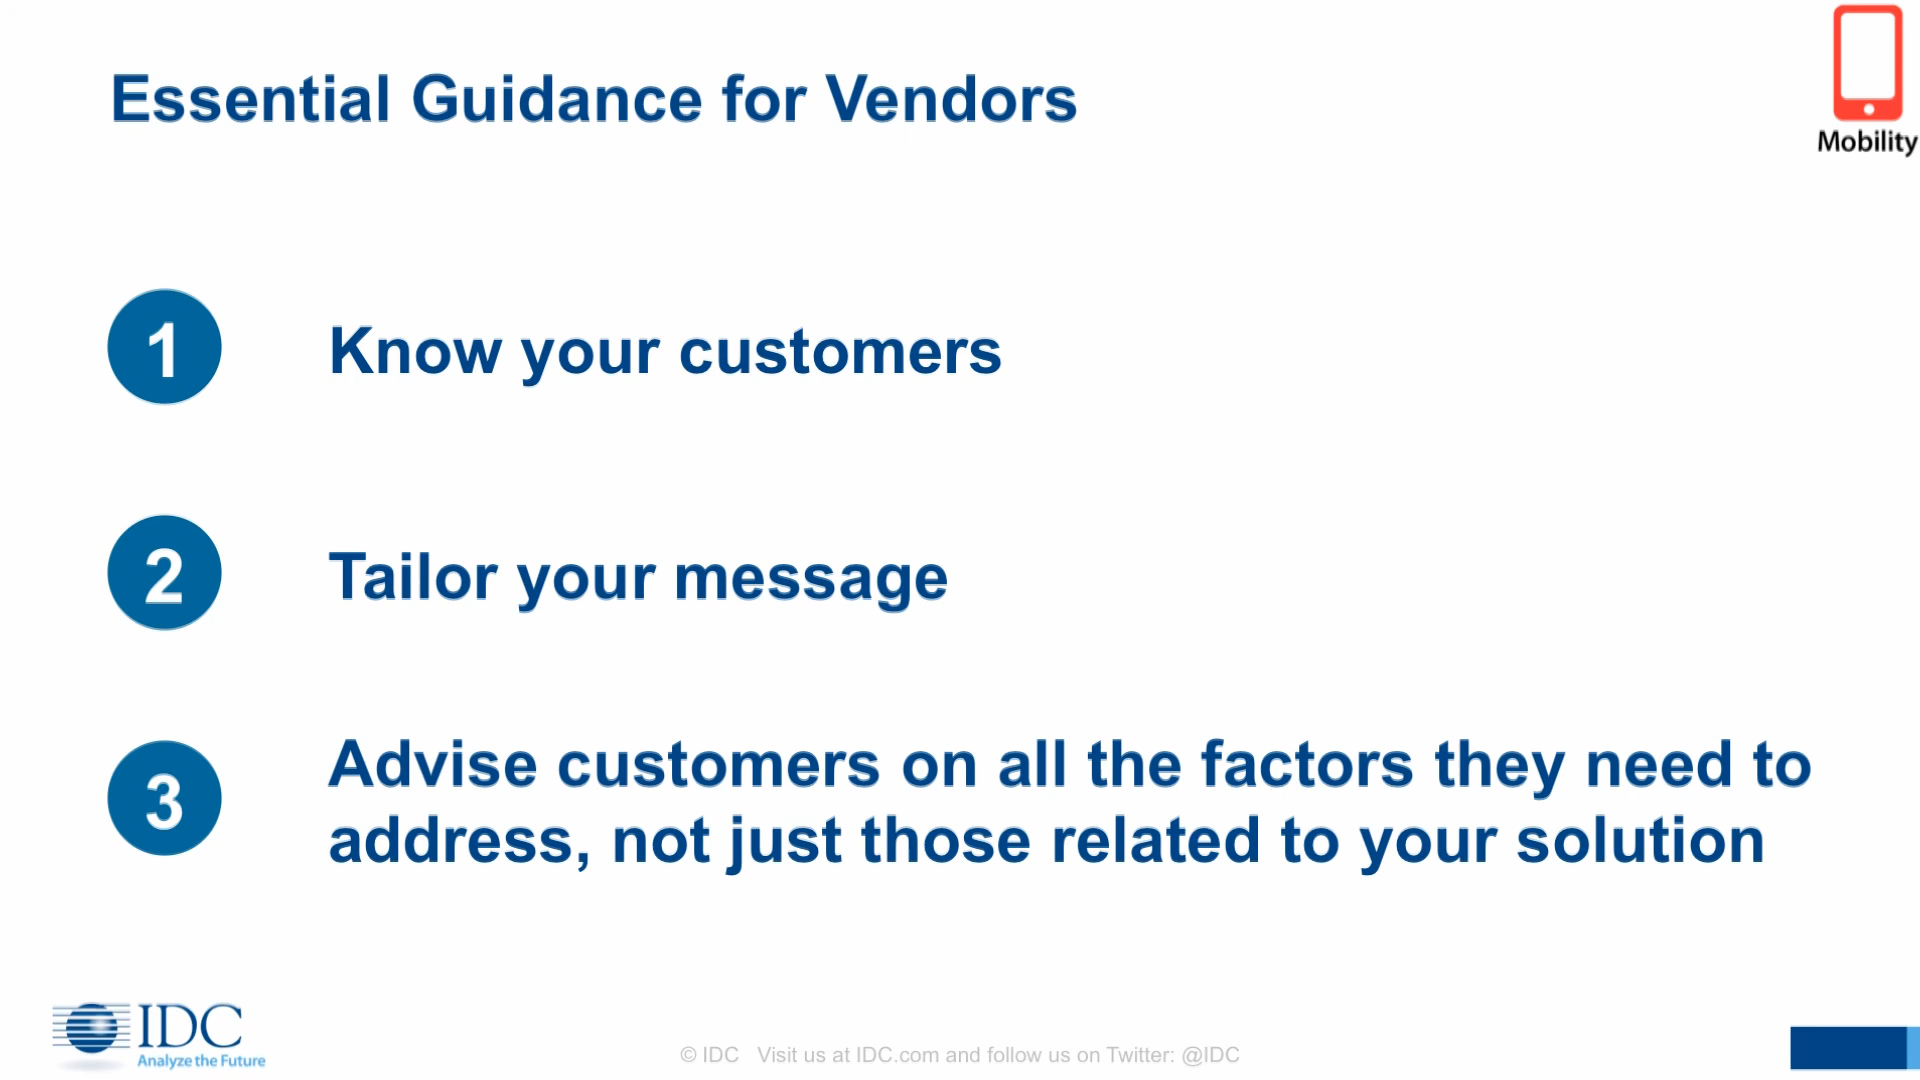 Essential Guidance for Vendors
Mobility
1
Know your customers
2
Tailor your message
3
Advise customers on all the factors they need to
address, not just those related to your solution
IDC
Analyze the Future
© IDC Visit us at IDC.com and follow us on Twitter: @IDC